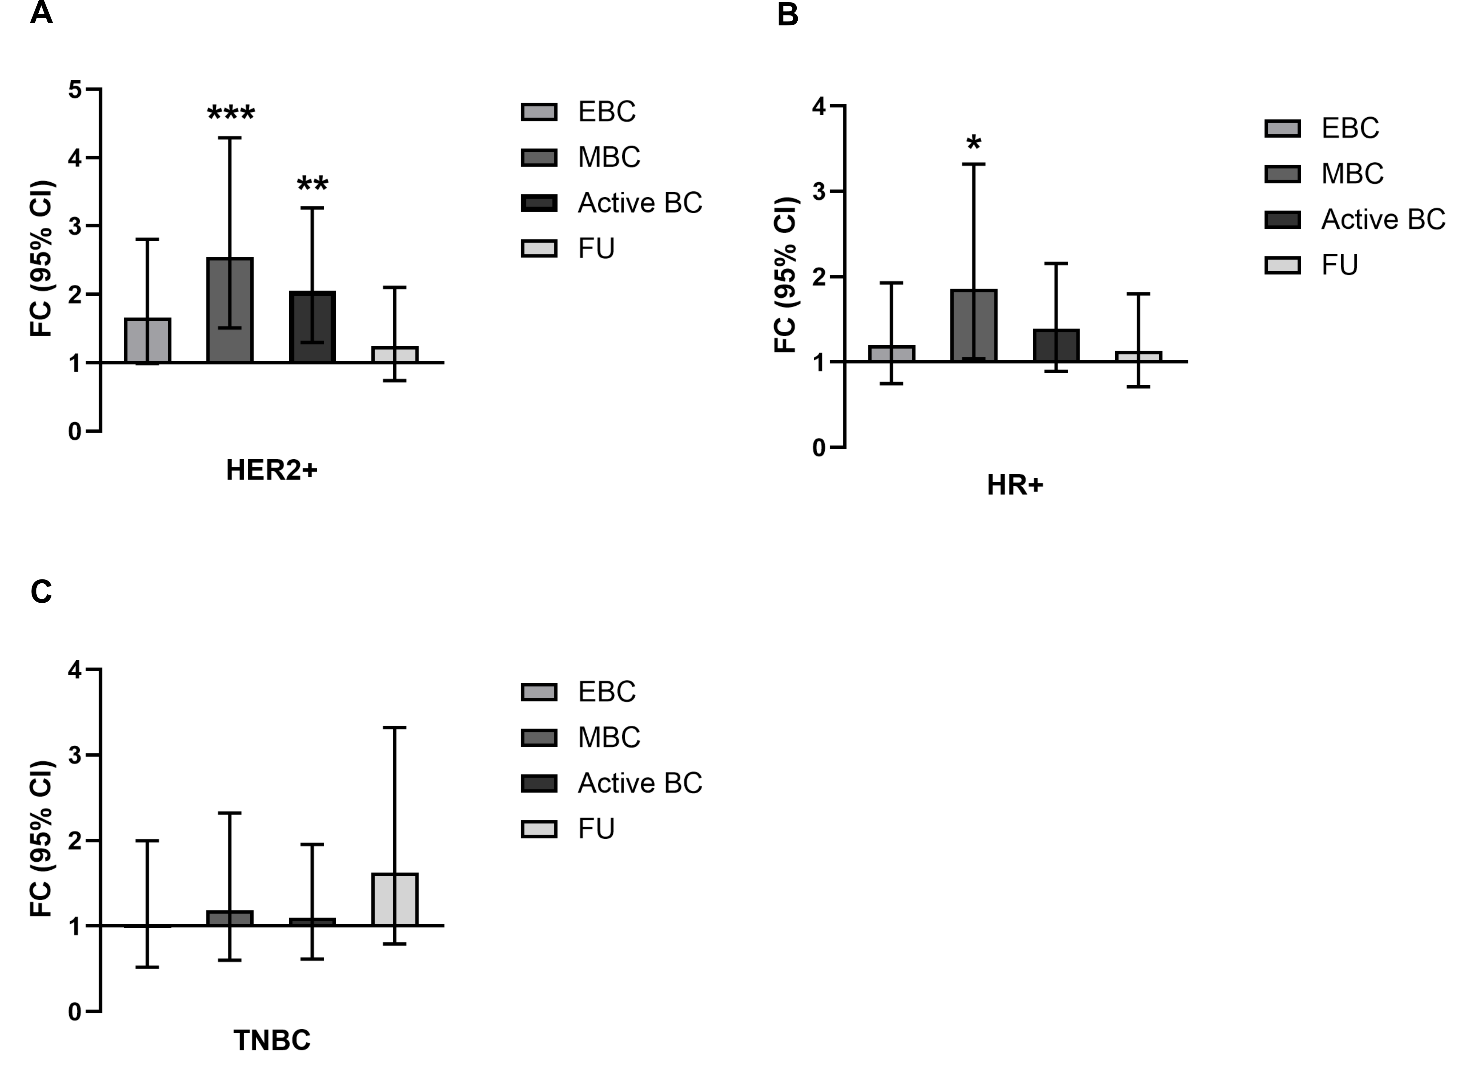 A
5
4
3
2
1
0
FC (95% CI)
***
**
HER2+
EBC
MBC
Active BC
FU
B
4
3
2
1
0
FC (95% CI)
*
HR+
EBC
MBC
Active BC
FU
C
4
3
2
1
0
FC (95% CI)
TNBC
EBC
MBC
Active BC
FU